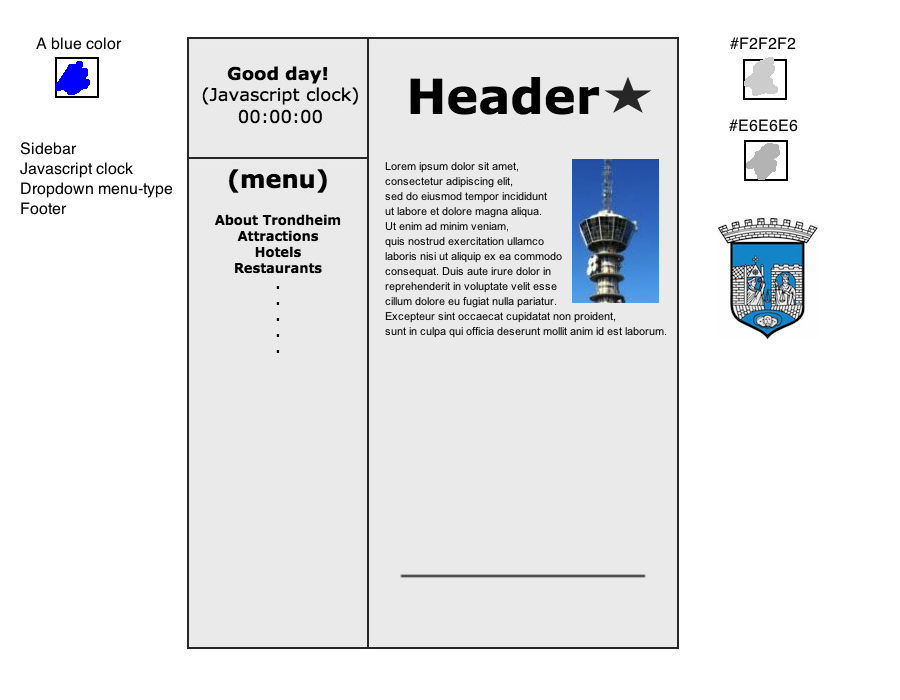 A blue color
Sidebar
Javascript clock
Dropdown menu-type
Footer
Good day!
(Javascript clock)
00:00:00
(menu)
About Trondheim
Attractions
Hotels
Restaurants
.
.
.
.
.
Header★
Lorem ipsum dolor sit amet,
consectetur adipiscing elit,
sed do eiusmod tempor incididunt
ut labore et dolore magna aliqua.
Ut enim ad minim veniam,
quis nostrud exercitation ullamco
laboris nisi ut aliquip ex ea commodo
consequat. Duis aute irure dolor in
reprehenderit in voluptate velit esse
cillum dolore eu fugiat nulla pariatur.
Excepteur sint occaecat cupidatat non proident,
sunt in culpa qui officia deserunt mollit anim id est laborum.
#F2F2F2
#E6E6E6